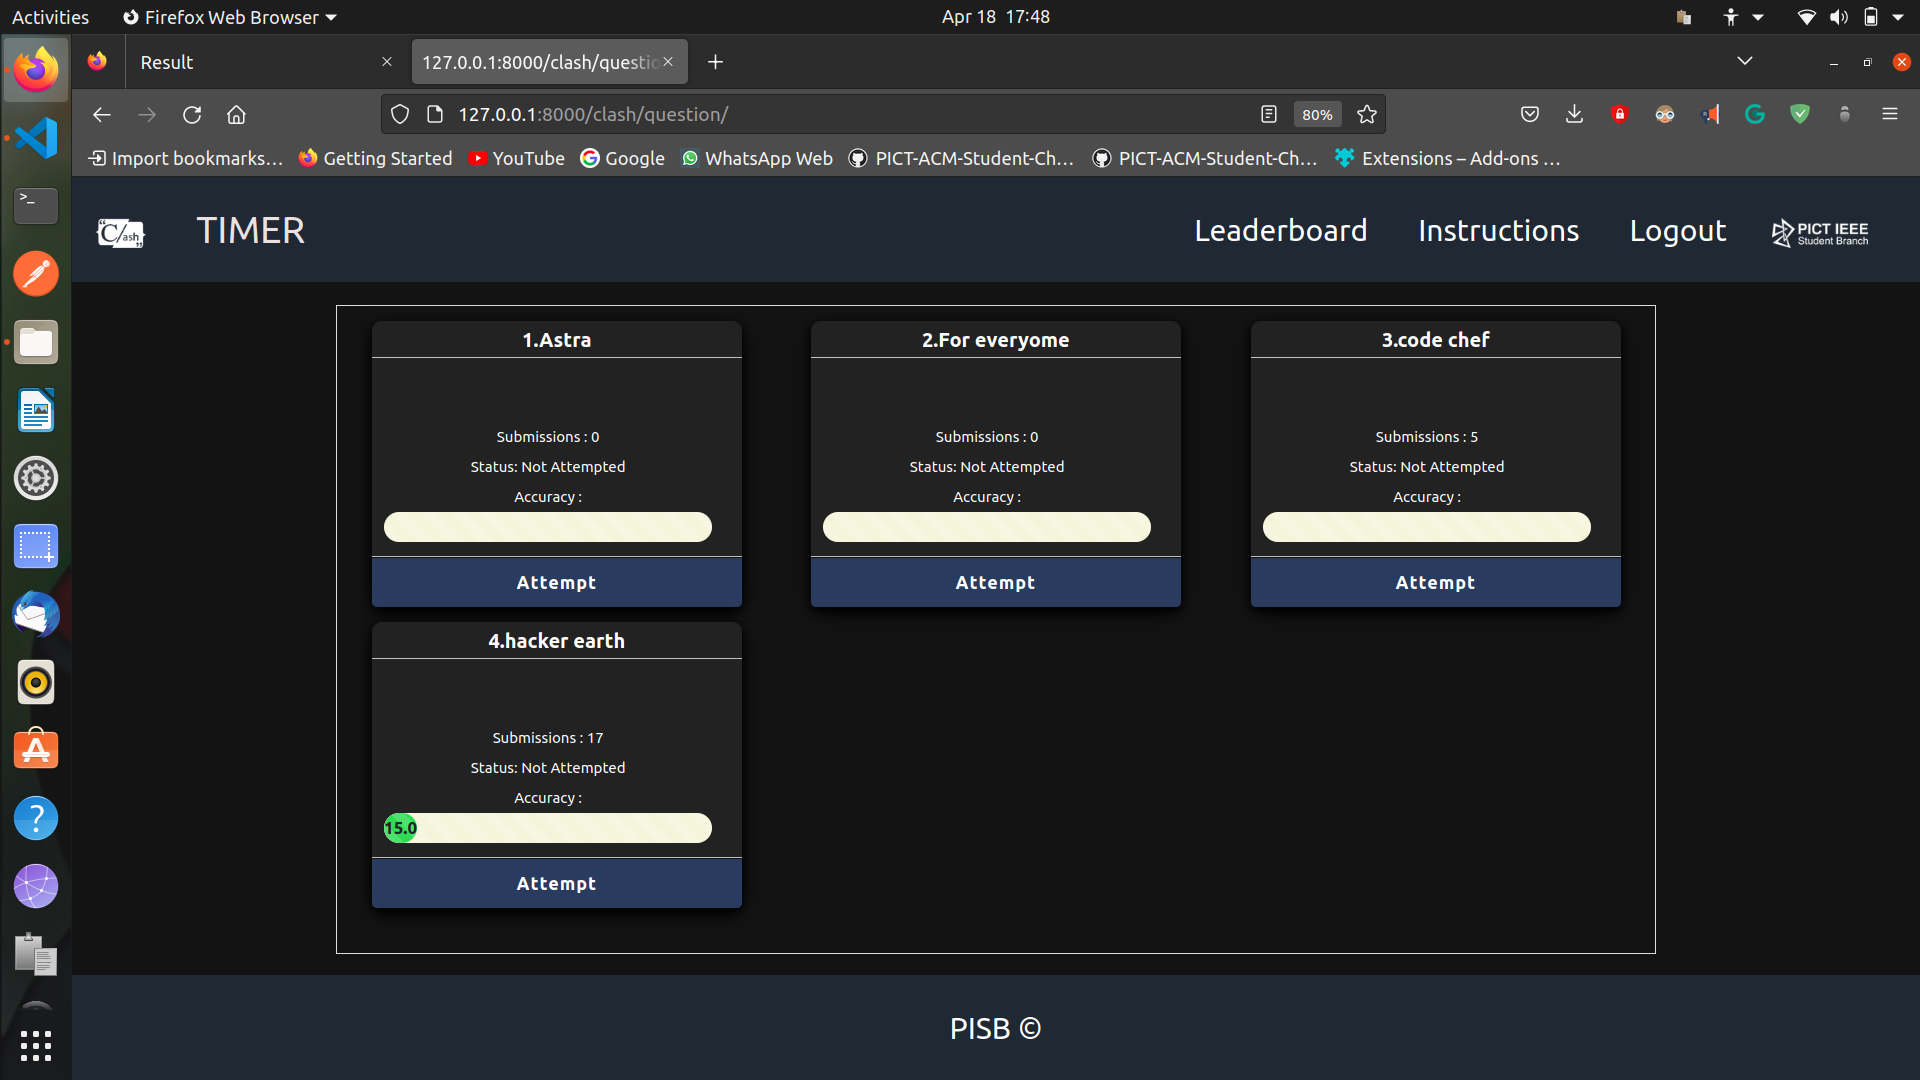 Activities
Firefox Web Browser
Apr 18 17:48
Result
127.0.0.1:8000/clash/questio
127.0.0.1:8000/clash/question/
80%
Import bookmarks...
Getting Started
YouTube
Google
WhatsApp Web
PICT-ACM-Student-Ch...
PICT-ACM-Student-Ch...
Extensions – Add-ons ...
"C/ash"
TIMER
Leaderboard
Instructions
Logout
PICT IEEE
Student Branch
1.Astra
Submissions : 0
Status: Not Attempted
Accuracy :
Attempt
2.For everyome
Submissions : 0
Status: Not Attempted
Accuracy :
Attempt
3.code chef
Submissions : 5
Status: Not Attempted
Accuracy :
Attempt
4.hacker earth
Submissions : 17
Status: Not Attempted
Accuracy :
15.0
Attempt
PISB ©